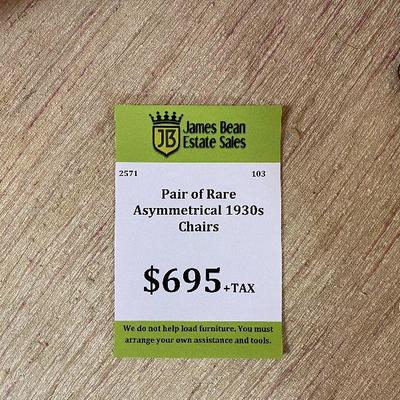 JB
James Bean
Estate Sales
2571 103
Pair of Rare
Asymmetrical 1930s
Chairs
$695+TAX
We do not help load furniture. You must
arrange your own assistance and tools.